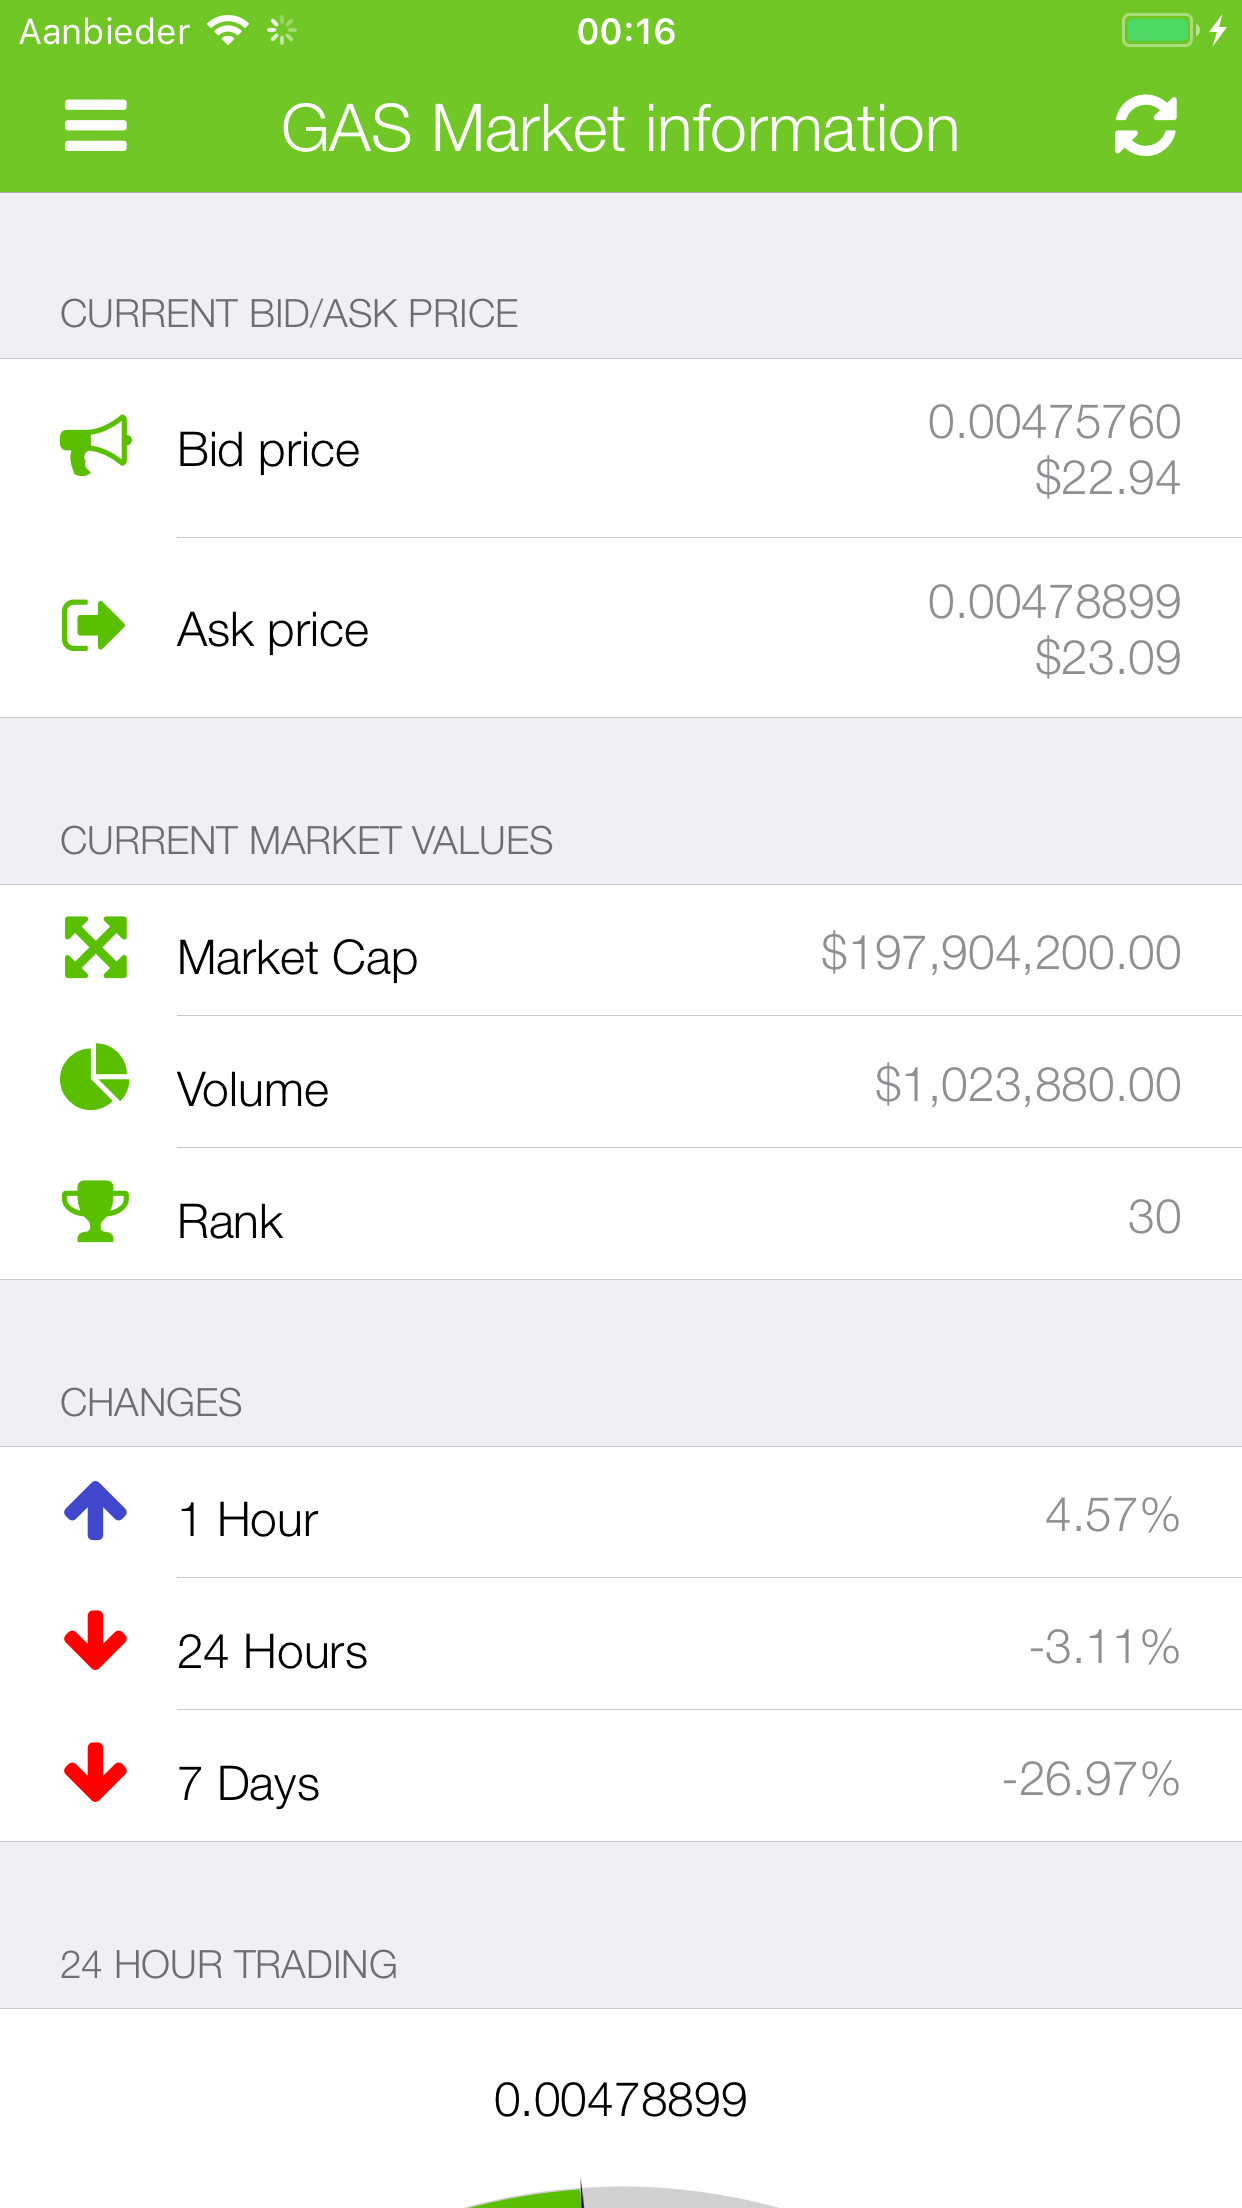 Aanbieder 00:16
GAS Market information
CURRENT BID/ASK PRICE
Bid price
0.00475760
$22.94
Ask price
0.00478899
$23.09
CURRENT MARKET VALUES
Market Cap $197,904,200.00
Volume $1,023,880.00
Rank 30
CHANGES
1 Hour 4.57%
24 Hours -3.11%
7 Days -26.97%
24 HOUR TRADING
0.00478899